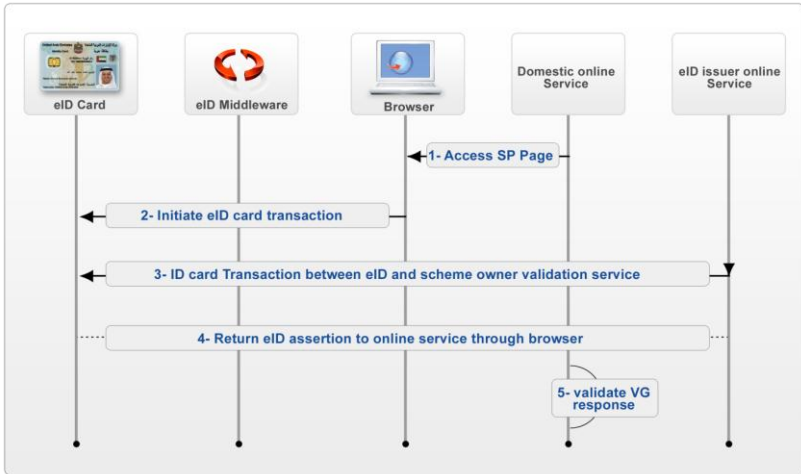 eID Card
eID Middleware
Browser
Domestic online
Service
eID issuer online
Service
1- Access SP Page
2- Initiate eID card transaction
3- ID card Transaction between eID and scheme owner validation service
4- Return eID assertion to online service through browser
5- validate VG
response